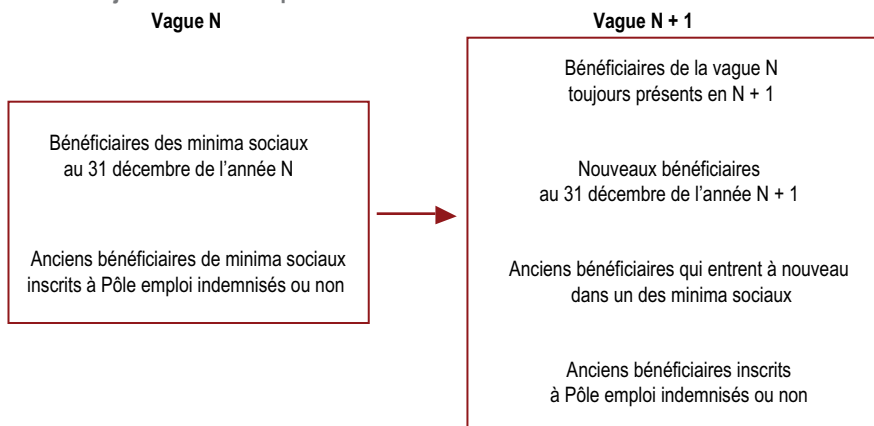 Vague N
Bénéficiaires des minima sociaux
au 31 décembre de l'année N
Anciens bénéficiaires de minima sociaux
inscrits à Pôle emploi indemnisés ou non
Vague N + 1
Bénéficiaires de la vague N
toujours présents en N + 1
Nouveaux bénéficiaires
au 31 décembre de l'année N + 1
Anciens bénéficiaires qui entrent à nouveau
dans un des minima sociaux
Anciens bénéficiaires inscrits
à Pôle emploi indemnisés ou non